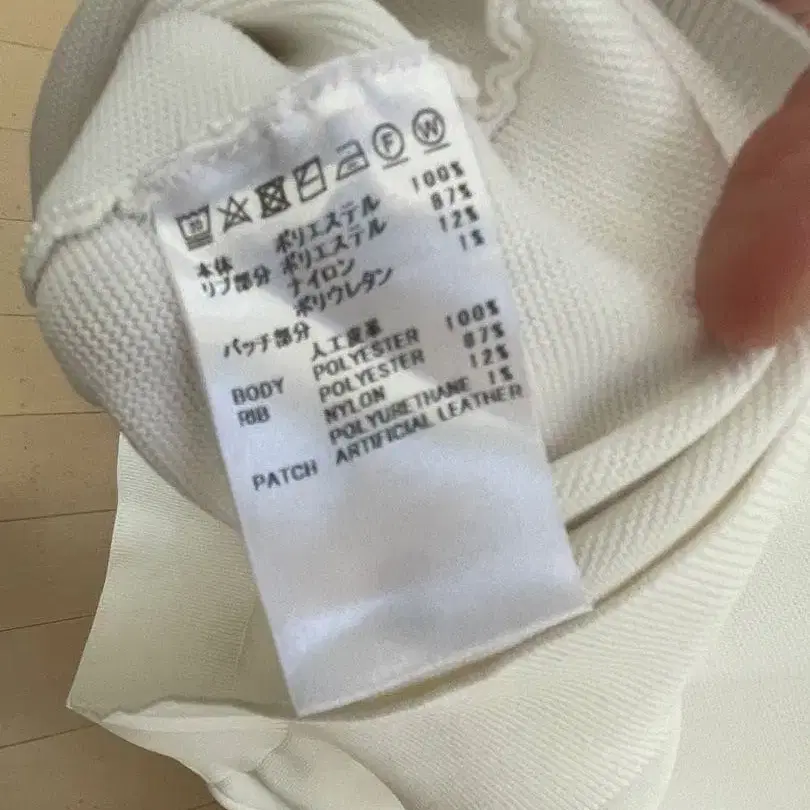 30
F W
本体 ポリエステル 100%
リブ部分 ポリエステル 87%
ナイロン 12%
ポリウレタン 1%
パッチ部分 人工皮革
BODY POLYESTER 100%
RIB POLYESTER 87%
NYLON 12%
POLYURETHANE 1%
PATCH ARTIFICIAL LEATHER